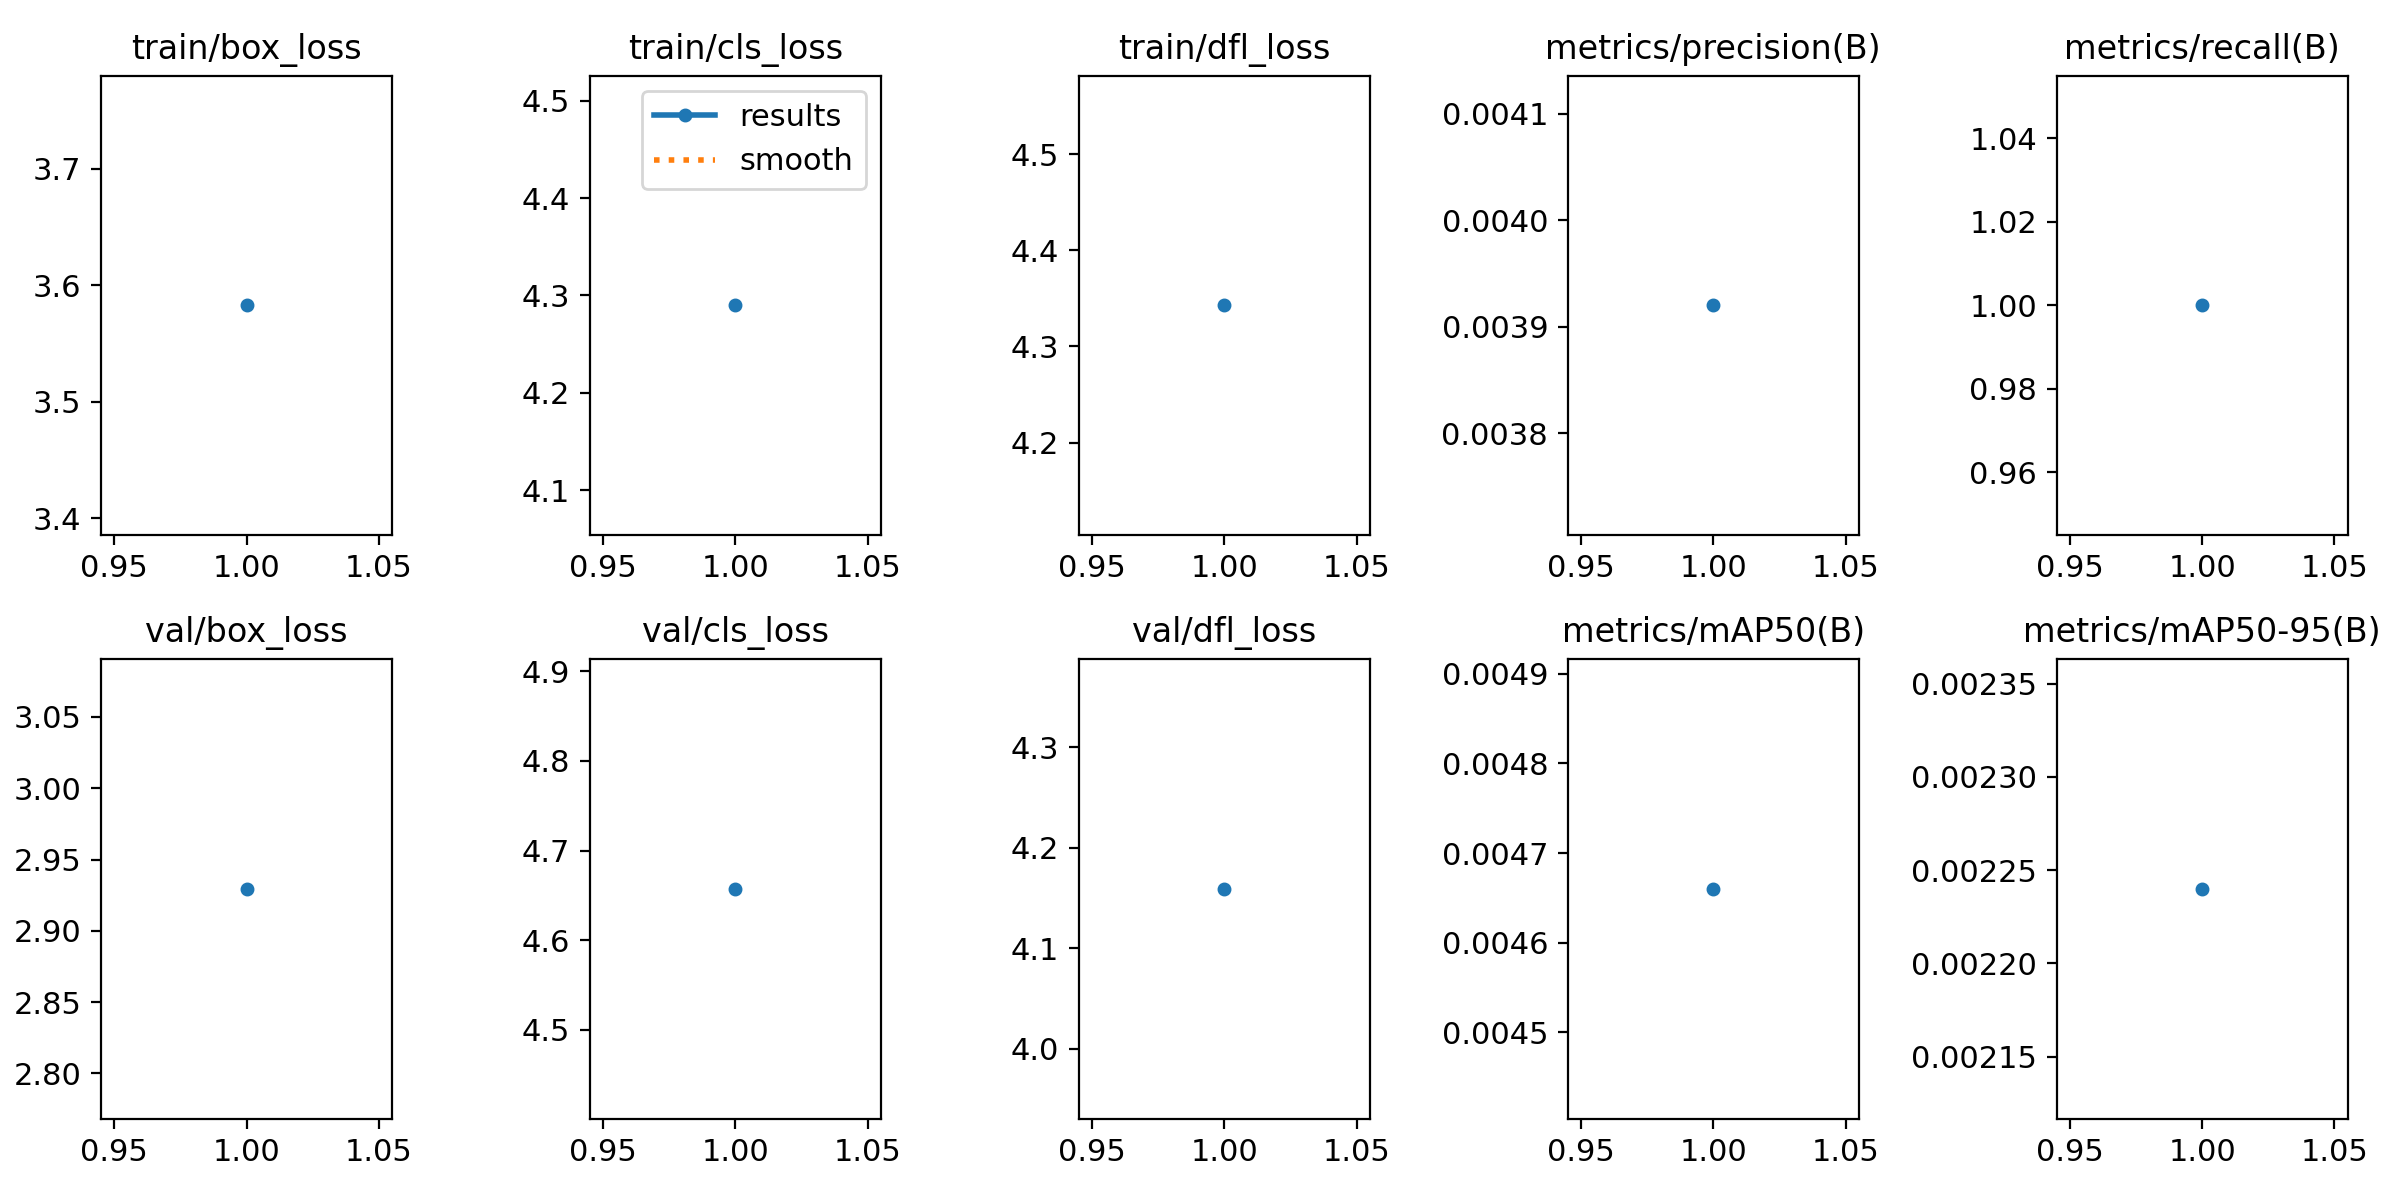 train/box_loss
3.7
3.6
3.5
3.4
0.95 1.00 1.05
train/cls_loss
results
smooth
4.5
4.4
4.3
4.2
4.1
0.95 1.00 1.05
train/dfl_loss
4.5
4.4
4.3
4.2
0.95 1.00 1.05
metrics/precision(B)
0.0041
0.0040
0.0039
0.0038
0.95 1.00 1.05
metrics/recall(B)
1.04
1.02
1.00
0.98
0.96
0.95 1.00 1.05
val/box_loss
3.05
3.00
2.95
2.90
2.85
2.80
0.95 1.00 1.05
val/cls_loss
4.9
4.8
4.7
4.6
4.5
0.95 1.00 1.05
val/dfl_loss
4.3
4.2
4.1
4.0
0.95 1.00 1.05
metrics/mAP50(B)
0.0049
0.0048
0.0047
0.0046
0.0045
0.95 1.00 1.05
metrics/mAP50-95(B)
0.00235
0.00230
0.00225
0.00220
0.00215
0.95 1.00 1.05